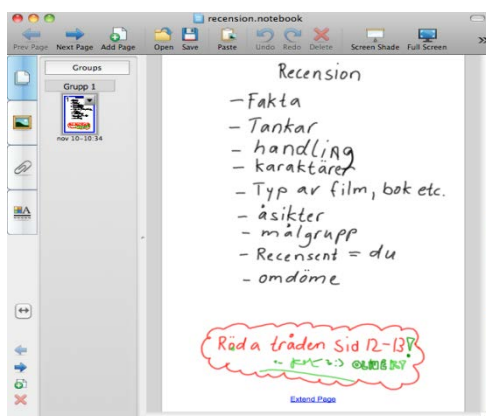 recension.notebook
Prev Page Next Page Add Page Open Save Paste Undo Redo Delete Screen Shade Full Screen
Groups
Grupp 1
nov 10-10:34
Recension
- Fakta
- Tankar
- handling
- karaktärer
- Typ av film, bok etc.
- åsikter
- målgrupp
- Recensent = du
- omdöme
Röda tråden sid 12-13
Extend Page